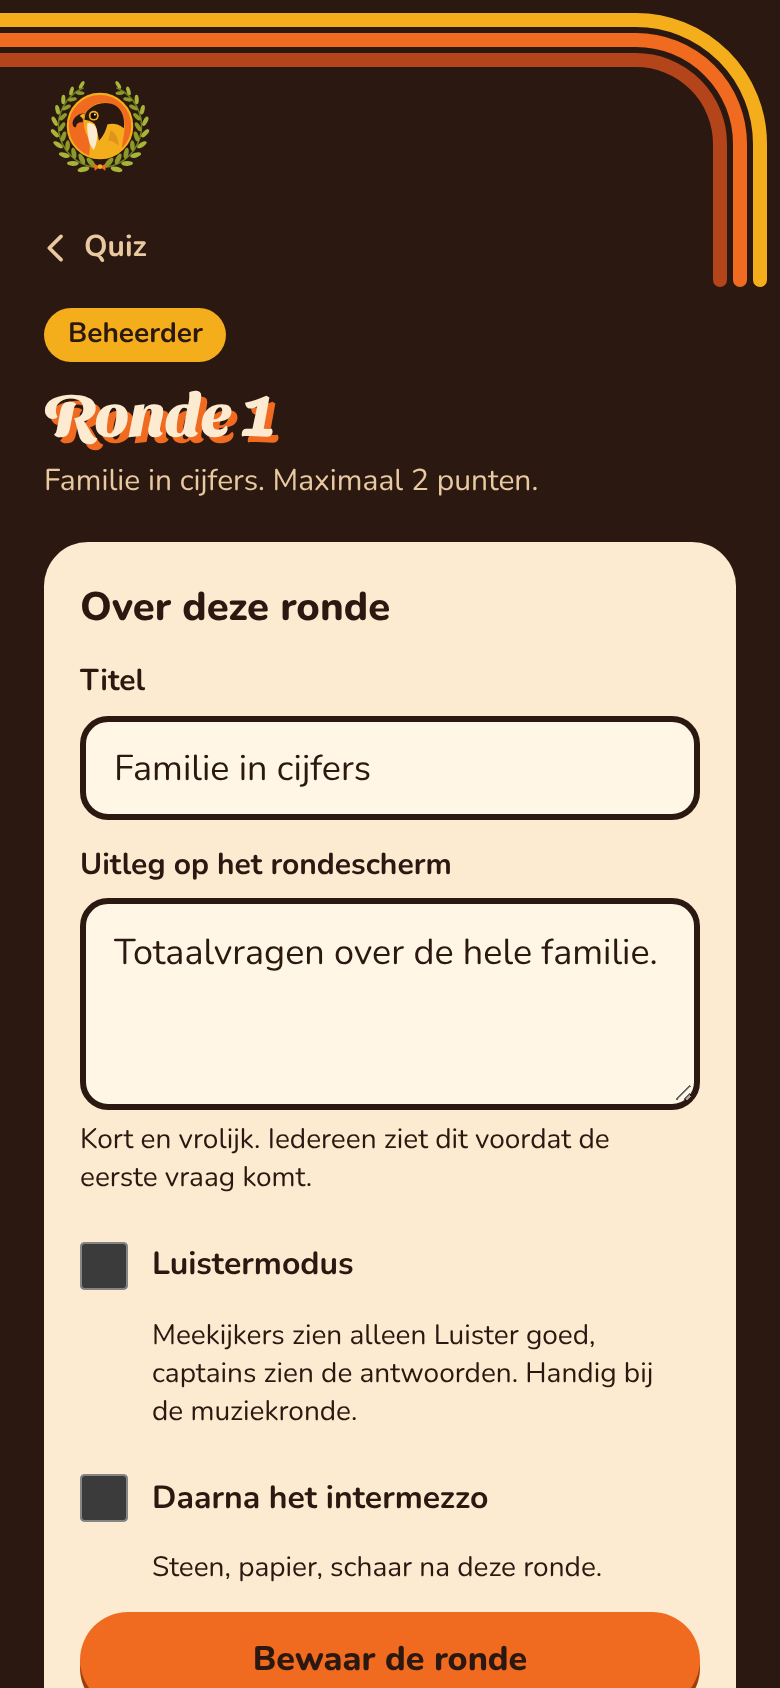 Quiz
Beheerder
Ronde 1
Familie in cijfers. Maximaal 2 punten.
Over deze ronde
Titel
Familie in cijfers
Uitleg op het rondescherm
Totaalvragen over de hele familie.
Kort en vrolijk. Iedereen ziet dit voordat de
eerste vraag komt.
Luistermodus
Meekijkers zien alleen Luister goed,
captains zien de antwoorden. Handig bij
de muziekronde.
Daarna het intermezzo
Steen, papier, schaar na deze ronde.
Bewaar de ronde